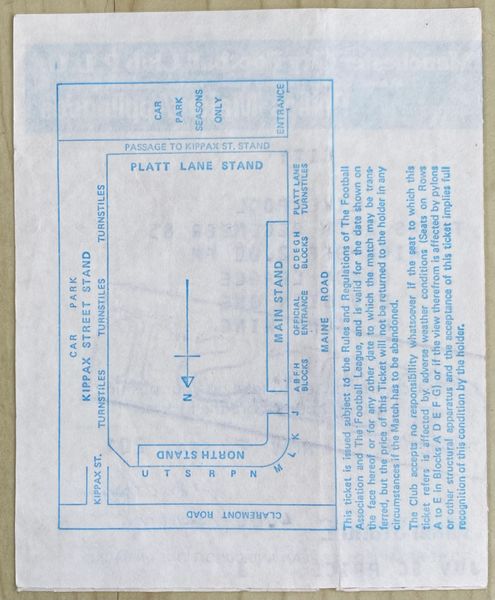 CAR
PARK
SEASONS
ONLY
ENTRANCE
PASSAGE TO KIPPAX ST. STAND
PLATT LANE STAND
CAR PARK
KIPPAX STREET STAND
TURNSTILES
TURNSTILES
TURNSTILES
KIPPAX ST.
N
MAIN STAND
PLATT LANE
TURNSTILES
C D E G H
BLOCKS
OFFICIAL
ENTRANCE
A B F H
BLOCKS
MAINE ROAD
NORTH STAND
U T S R P N M L K J
CLAREMONT ROAD
This ticket is issued subject to the Rules and Regulations of The Football
Association and The Football League, and is valid for the date shown on
the face hereof or for any other date to which the match may be trans-
ferred, but the price of this Ticket will not be returned to the holder in any
circumstances if the Match has to be abandoned.
The Club accepts no responsibility whatsoever if the seat to which this
ticket refers is affected by adverse weather conditions (Seats on Rows
A to E in Blocks A D E F G) or if the view therefrom is affected by pylons
or other structural apparatus and the acceptance of this ticket implies full
recognition of this condition by the holder.